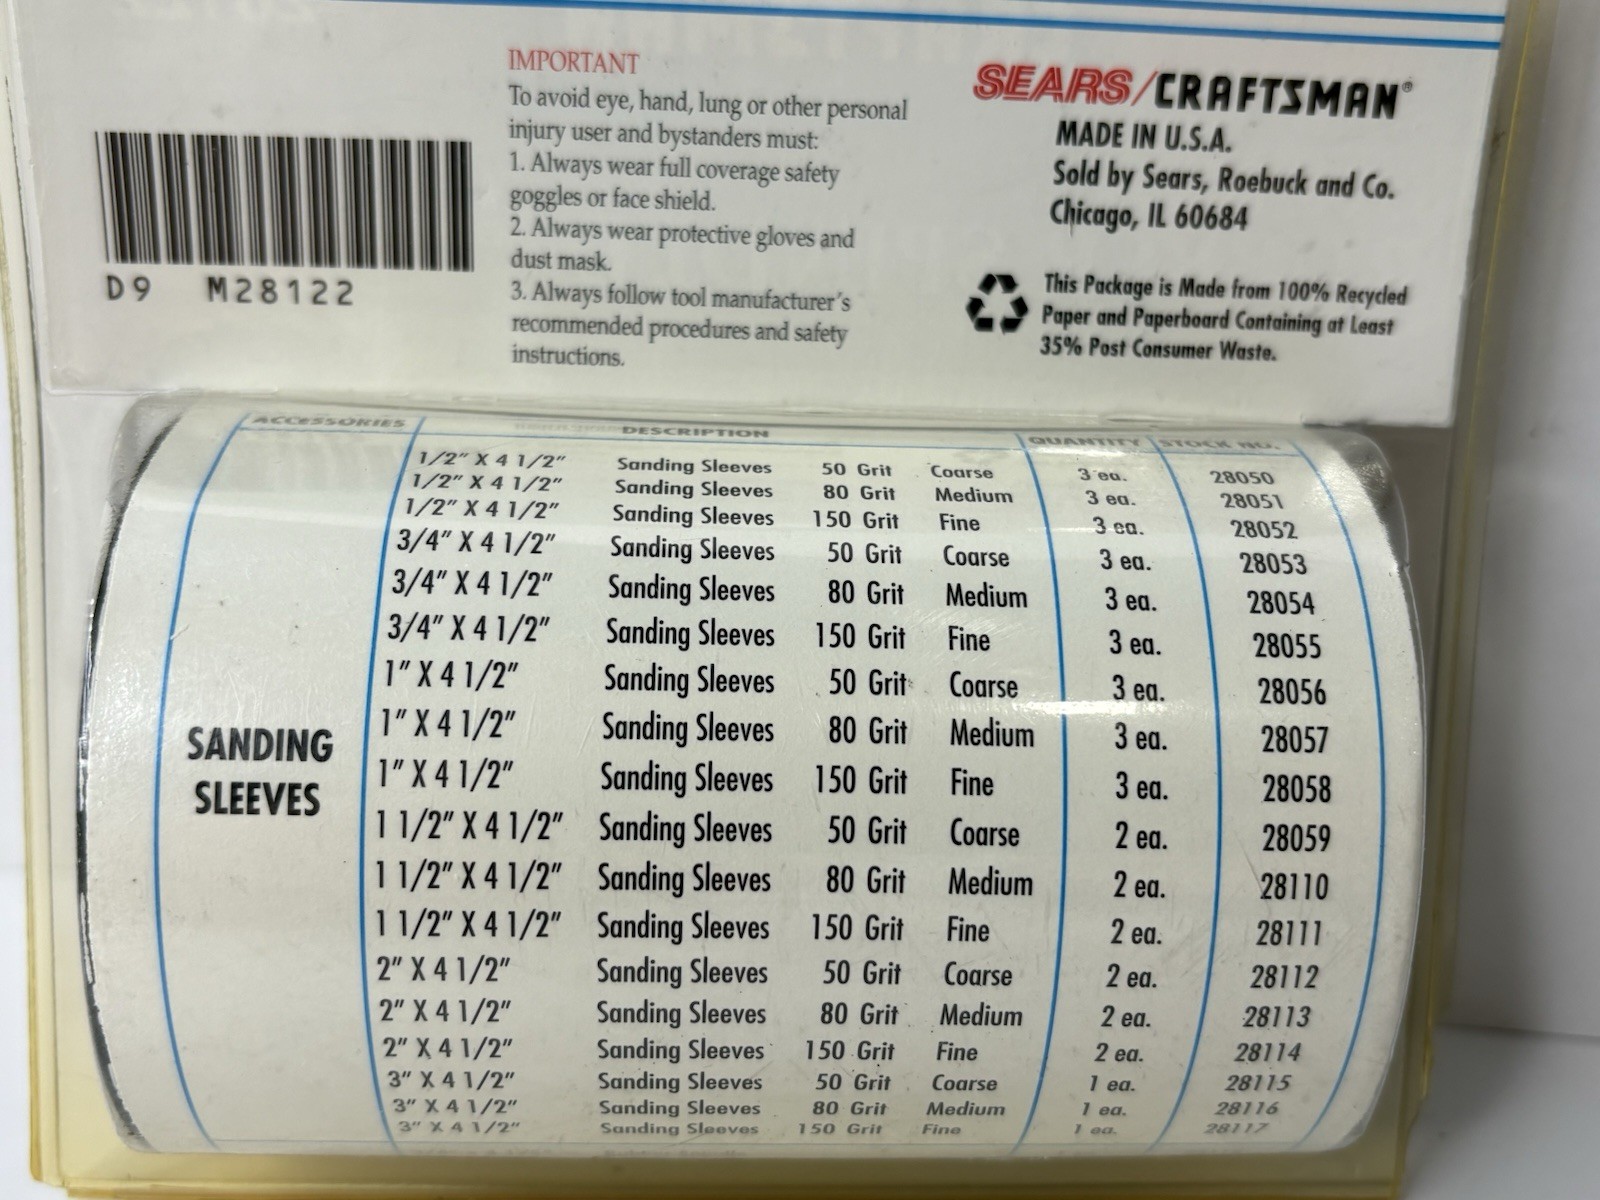 IMPORTANT
To avoid eye, hand, lung or other personal
injury user and bystanders must:
1. Always wear full coverage safety
goggles or face shield.
2. Always wear protective gloves and
dust mask.
3. Always follow tool manufacturer's
recommended procedures and safety
instructions.
D9 M28122
SEARS/CRAFTSMAN®
MADE IN U.S.A.
Sold by Sears, Roebuck and Co.
Chicago, IL 60684
This Package is Made from 100% Recycled
Paper and Paperboard Containing at Least
35% Post Consumer Waste.
ACCESSORIES DESCRIPTION QUANTITY STOCK NO.
SANDING
SLEEVES
1/2" X 4 1/2" Sanding Sleeves 50 Grit Coarse 3 ea. 28050
1/2" X 4 1/2" Sanding Sleeves 80 Grit Medium 3 ea. 28051
1/2" X 4 1/2" Sanding Sleeves 150 Grit Fine 3 ea. 28052
3/4" X 4 1/2" Sanding Sleeves 50 Grit Coarse 3 ea. 28053
3/4" X 4 1/2" Sanding Sleeves 80 Grit Medium 3 ea. 28054
3/4" X 4 1/2" Sanding Sleeves 150 Grit Fine 3 ea. 28055
1" X 4 1/2" Sanding Sleeves 50 Grit Coarse 3 ea. 28056
1" X 4 1/2" Sanding Sleeves 80 Grit Medium 3 ea. 28057
1" X 4 1/2" Sanding Sleeves 150 Grit Fine 3 ea. 28058
1 1/2" X 4 1/2" Sanding Sleeves 50 Grit Coarse 2 ea. 28059
1 1/2" X 4 1/2" Sanding Sleeves 80 Grit Medium 2 ea. 28110
1 1/2" X 4 1/2" Sanding Sleeves 150 Grit Fine 2 ea. 28111
2" X 4 1/2" Sanding Sleeves 50 Grit Coarse 2 ea. 28112
2" X 4 1/2" Sanding Sleeves 80 Grit Medium 2 ea. 28113
2" X 4 1/2" Sanding Sleeves 150 Grit Fine 2 ea. 28114
3" X 4 1/2" Sanding Sleeves 50 Grit Coarse 1 ea. 28115
3" X 4 1/2" Sanding Sleeves 80 Grit Medium 1 ea. 28116
3" X 4 1/2" Sanding Sleeves 150 Grit Fine 1 ea. 28117